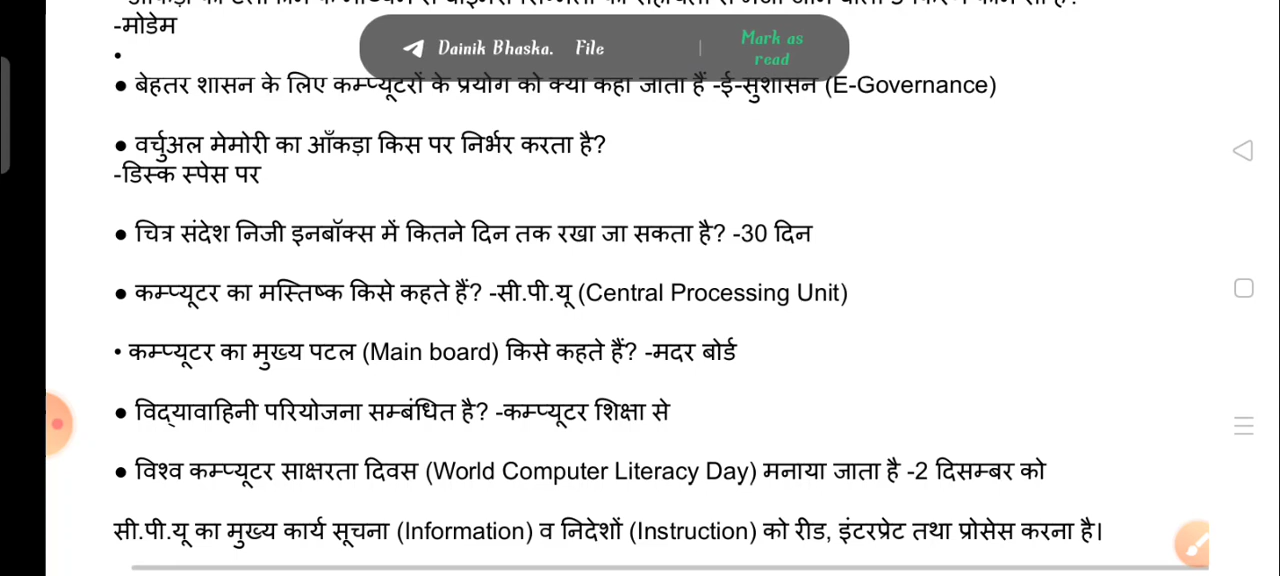 -मोडेम
Dainik Bhaska. File
Mark as
read
•
● बेहतर शासन के लिए कम्प्यूटरों के प्रयोग को क्या कहा जाता हैं -ई-सुशासन (E-Governance)
● वर्चुअल मेमोरी का आँकड़ा किस पर निर्भर करता है?
-डिस्क स्पेस पर
● चित्र संदेश निजी इनबॉक्स में कितने दिन तक रखा जा सकता है? -30 दिन
● कम्प्यूटर का मस्तिष्क किसे कहते हैं? -सी.पी.यू (Central Processing Unit)
• कम्प्यूटर का मुख्य पटल (Main board) किसे कहते हैं? -मदर बोर्ड
● विद्यावाहिनी परियोजना सम्बंधित है? -कम्प्यूटर शिक्षा से
● विश्व कम्प्यूटर साक्षरता दिवस (World Computer Literacy Day) मनाया जाता है -2 दिसम्बर को
सी.पी.यू का मुख्य कार्य सूचना (Information) व निदेशों (Instruction) को रीड, इंटरप्रेट तथा प्रोसेस करना है।